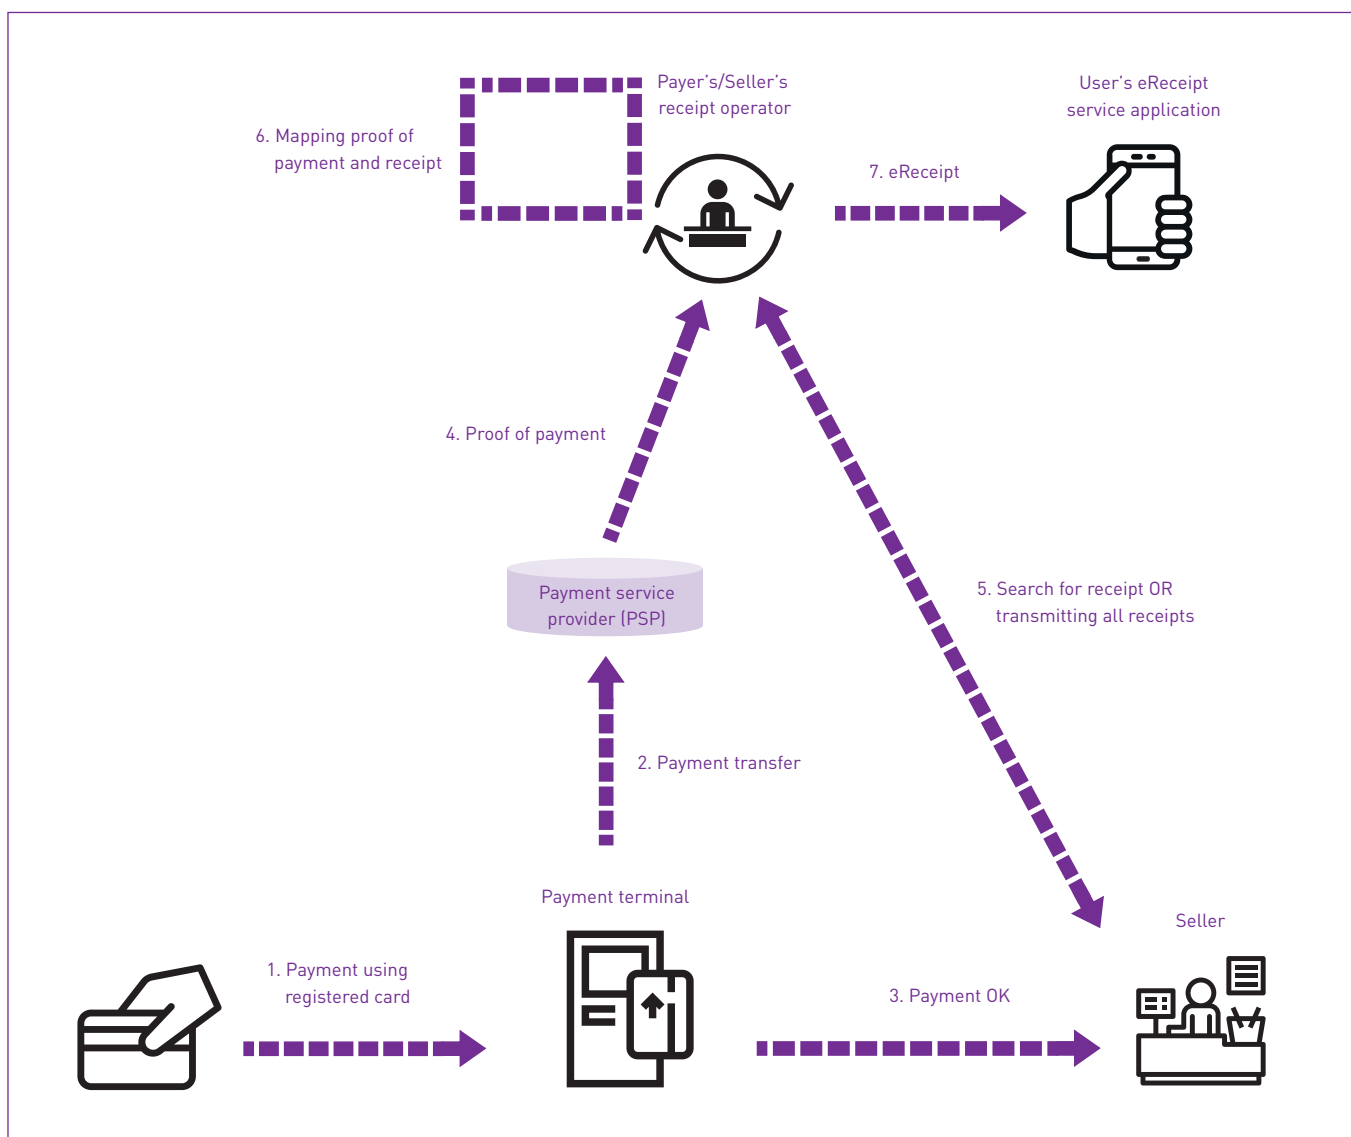 Payer's/Seller's
receipt operator
User's eReceipt
service application
6. Mapping proof of
payment and receipt
7. eReceipt
4. Proof of payment
Payment service
provider (PSP)
5. Search for receipt OR
transmitting all receipts
2. Payment transfer
Payment terminal
Seller
1. Payment using
registered card
3. Payment OK